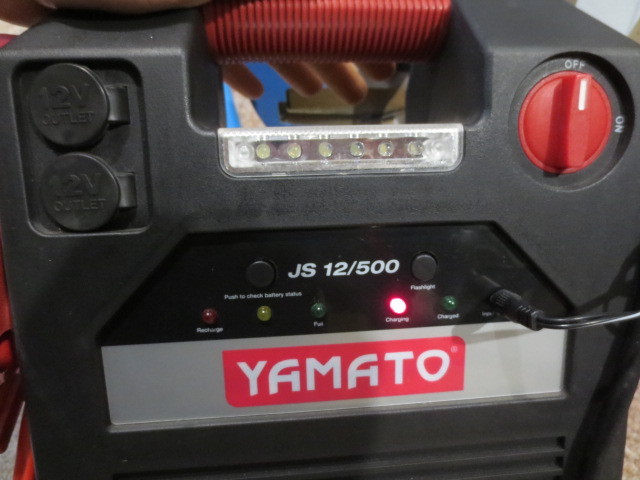 12V
OUTLET
12V
OUTLET
OFF
ON
JS 12/500
Push to check battery status
Flashlight
Recharge
Full
Charging
Charged
YAMATO®